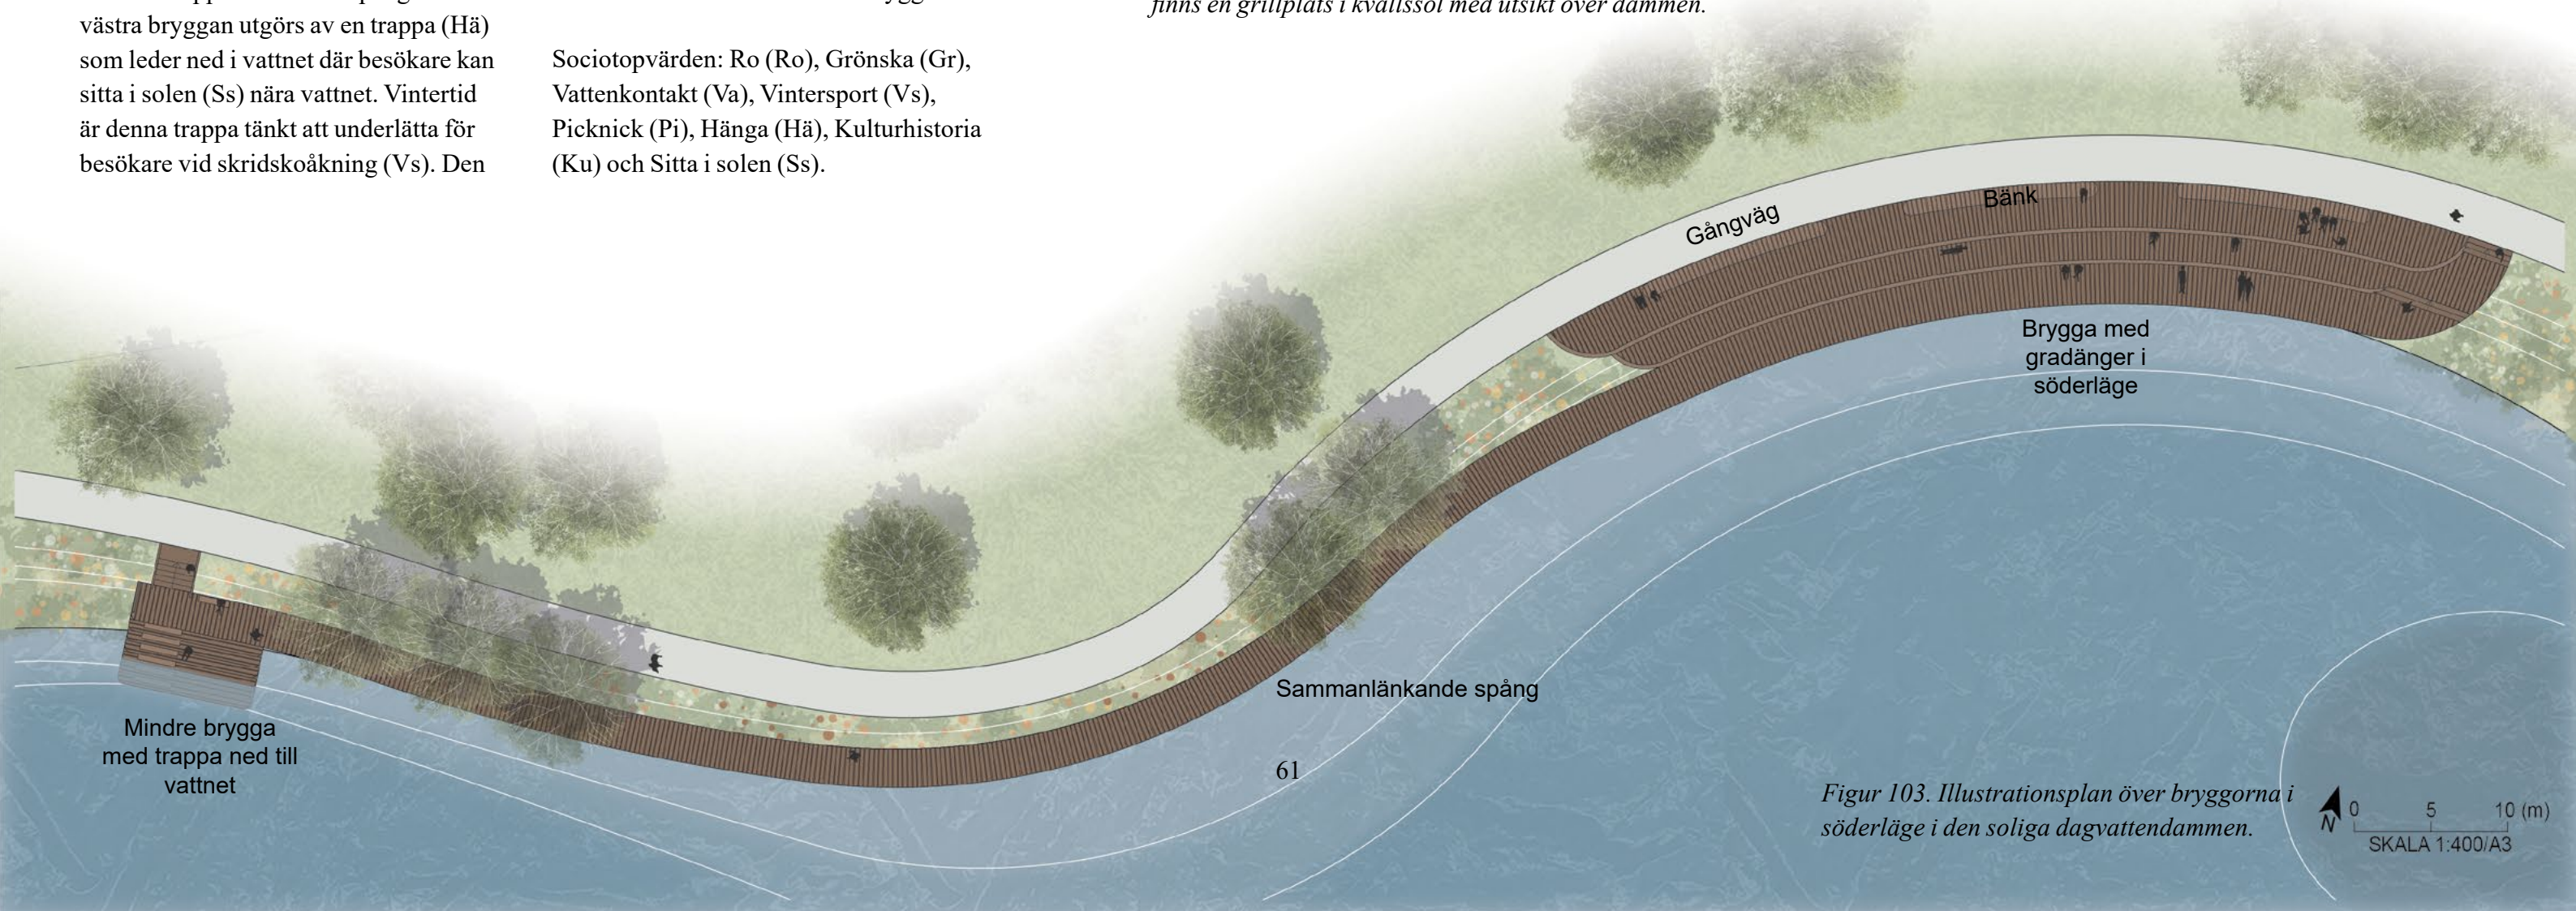 västra bryggan utgörs av en trappa (Hä)
som leder ned i vattnet där besökare kan
sitta i solen (Ss) nära vattnet. Vintertid
är denna trappa tänkt att underlätta för
besökare vid skridskoåkning (Vs). Den
Sociotopvärden: Ro (Ro), Grönska (Gr),
Vattenkontakt (Va), Vintersport (Vs),
Picknick (Pi), Hänga (Hä), Kulturhistoria
(Ku) och Sitta i solen (Ss).
finns en grillplats i kvällssol med utsikt över dammen.
Gångväg
Bänk
Brygga med
gradänger i
söderläge
Sammanlänkande spång
Mindre brygga
med trappa ned till
vattnet
61
Figur 103. Illustrationsplan över bryggorna i
söderläge i den soliga dagvattendammen.
N
0 5 10 (m)
SKALA 1:400/A3